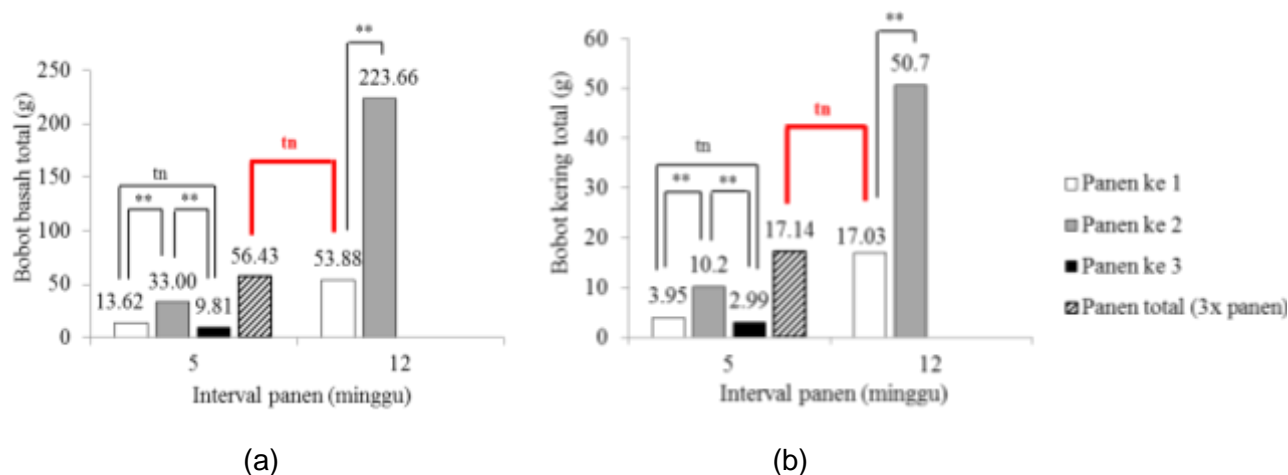 **
250
223.66
200
Bobot basah total (g)
tn
150
tn
100
**
**
56.43
53.88
50
33.00
13.62
9.81
0
5
12
Interval panen (minggu)
(a)
**
60
50.7
50
Bobot kering total (g)
tn
40
tn
30
**
**
20
17.14
17.03
10.2
10
3.95
2.99
0
5
12
Interval panen (minggu)
(b)
Panen ke 1
Panen ke 2
Panen ke 3
Panen total (3x panen)